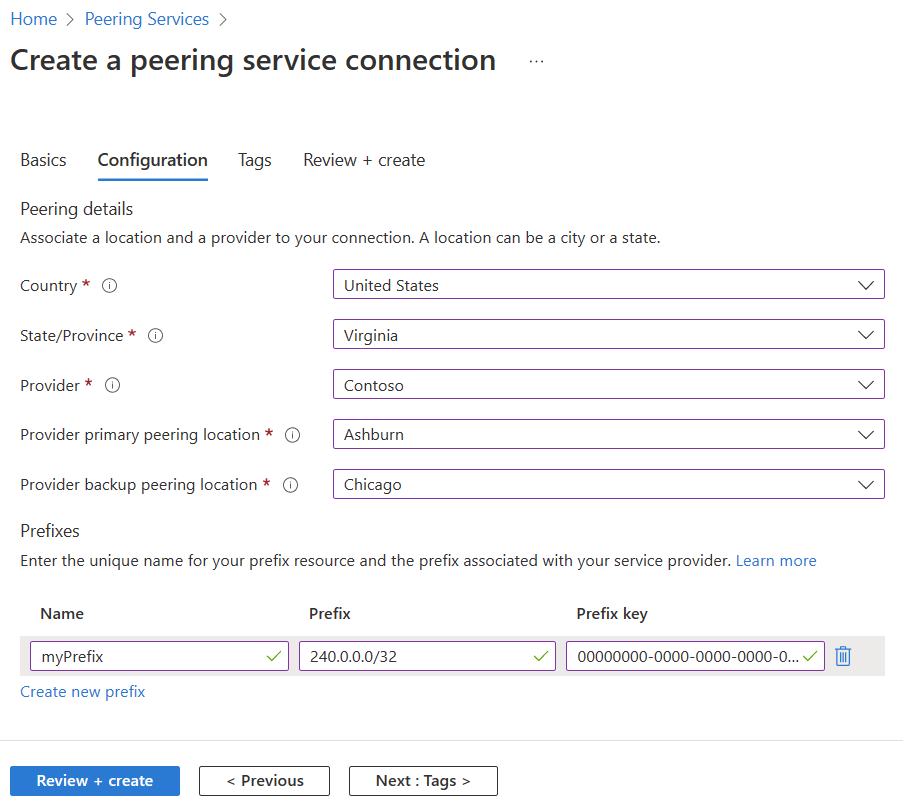 Home > Peering Services >
Create a peering service connection ...
Basics Configuration Tags Review + create
Peering details
Associate a location and a provider to your connection. A location can be a city or a state.
Country * United States
State/Province * Virginia
Provider * Contoso
Provider primary peering location * Ashburn
Provider backup peering location * Chicago
Prefixes
Enter the unique name for your prefix resource and the prefix associated with your service provider. Learn more
Name Prefix Prefix key
myPrefix 240.0.0.0/32 00000000-0000-0000-0000-0...
Create new prefix
Review + create < Previous Next : Tags >